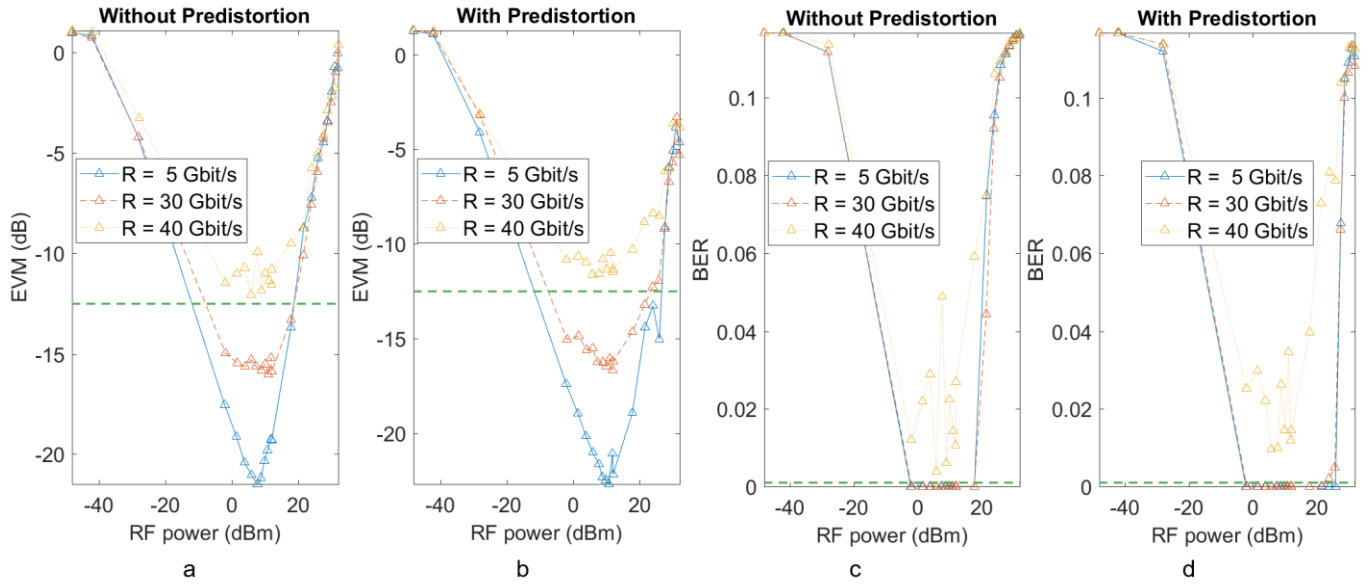 Without Predistortion
EVM (dB)
0
-5
-10
-15
-20
-40
-20
0
20
RF power (dBm)
R = 5 Gbit/s
R = 30 Gbit/s
R = 40 Gbit/s
a
With Predistortion
EVM (dB)
0
-5
-10
-15
-20
-40
-20
0
20
RF power (dBm)
R = 5 Gbit/s
R = 30 Gbit/s
R = 40 Gbit/s
b
Without Predistortion
BER
0.1
0.08
0.06
0.04
0.02
0
-40
-20
0
20
RF power (dBm)
R = 5 Gbit/s
R = 30 Gbit/s
R = 40 Gbit/s
c
With Predistortion
BER
0.1
0.08
0.06
0.04
0.02
0
-40
-20
0
20
RF power (dBm)
R = 5 Gbit/s
R = 30 Gbit/s
R = 40 Gbit/s
d